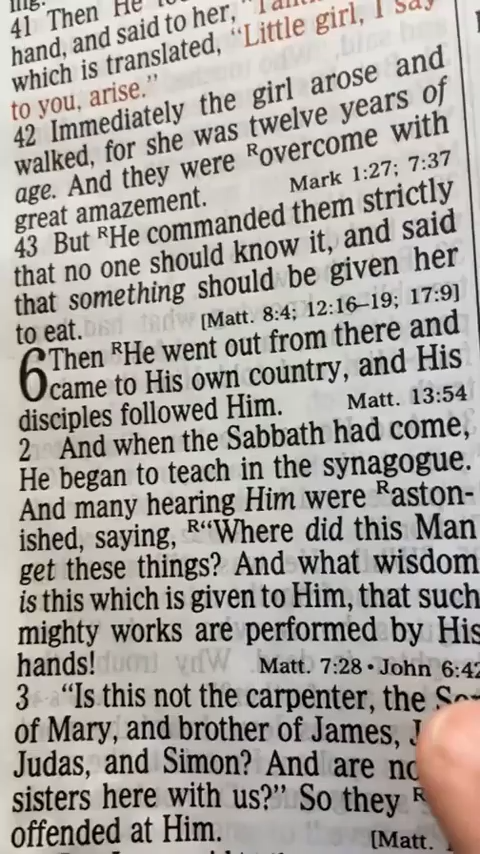 41 Then He
hand, and said to her,
which is translated, “Little girl, I say
to you, arise.”
42 Immediately the girl arose and
walked, for she was twelve years of
age. And they were ᴿovercome with
great amazement. Mark 1:27; 7:37
43 But ᴿHe commanded them strictly
that no one should know it, and said
that something should be given her
to eat. [Matt. 8:4; 12:16–19; 17:9]
6 Then ᴿHe went out from there and
came to His own country, and His
disciples followed Him. Matt. 13:54
2 And when the Sabbath had come,
He began to teach in the synagogue.
And many hearing Him were ᴿaston-
ished, saying, ᴿ“Where did this Man
get these things? And what wisdom
is this which is given to Him, that such
mighty works are performed by His
hands! Matt. 7:28 • John 6:42
3 “Is this not the carpenter, the
of Mary, and brother of James,
Judas, and Simon? And are
sisters here with us?” So they ᴿ
offended at Him. [Matt.